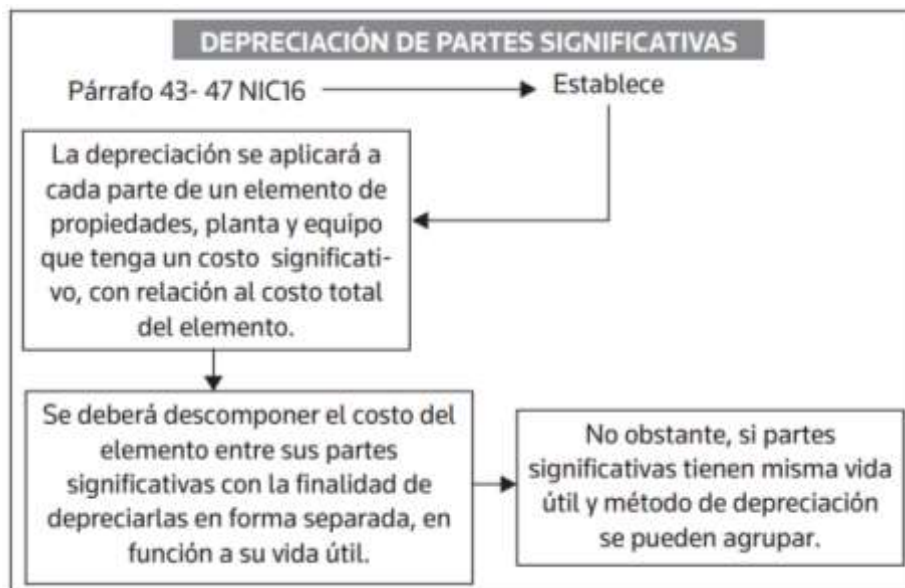 DEPRECIACIÓN DE PARTES SIGNIFICATIVAS
Párrafo 43- 47 NIC16
Establece
La depreciación se aplicará a
cada parte de un elemento de
propiedades, planta y equipo
que tenga un costo significati-
vo, con relación al costo total
del elemento.
Se deberá descomponer el costo del
elemento entre sus partes
significativas con la finalidad de
depreciarlas en forma separada, en
función a su vida útil.
No obstante, si partes
significativas tienen misma vida
útil y método de depreciación
se pueden agrupar.